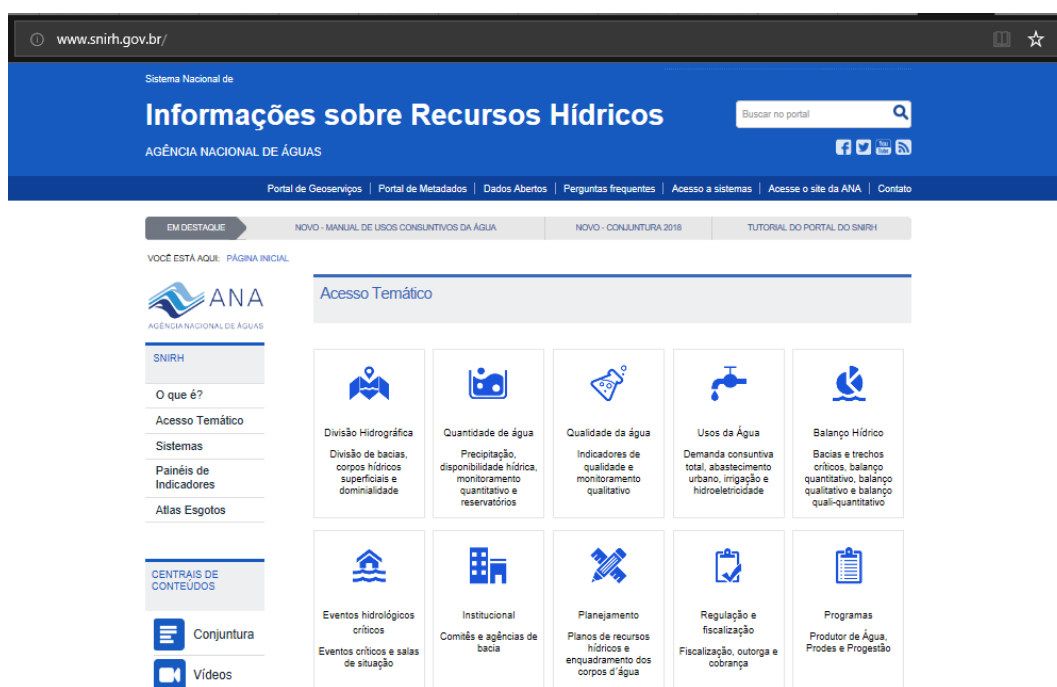 www.snirh.gov.br/
Sistema Nacional de
Informações sobre Recursos Hídricos
AGÊNCIA NACIONAL DE ÁGUAS
Buscar no portal
You
Tube
Portal de Geoserviços | Portal de Metadados | Dados Abertos | Perguntas frequentes | Acesso a sistemas | Acesse o site da ANA | Contato
EM DESTAQUE
NOVO - MANUAL DE USOS CONSUNTIVOS DA ÁGUA
NOVO - CONJUNTURA 2018
TUTORIAL DO PORTAL DO SNIRH
VOCÊ ESTÁ AQUI: PÁGINA INICIAL
ANA
AGÊNCIA NACIONAL DE ÁGUAS
SNIRH
O que é?
Acesso Temático
Sistemas
Painéis de
Indicadores
Atlas Esgotos
CENTRAIS DE
CONTEÚDOS
Conjuntura
Vídeos
Acesso Temático
Divisão Hidrográfica
Divisão de bacias,
corpos hídricos
superficiais e
dominialidade
Quantidade de água
Precipitação,
disponibilidade hídrica,
monitoramento
quantitativo e
reservatórios
Qualidade da água
Indicadores de
qualidade e
monitoramento
qualitativo
Usos da Água
Demanda consuntiva
total, abastecimento
urbano, irrigação e
hidroeletricidade
Balanço Hídrico
Bacias e trechos
críticos, balanço
quantitativo, balanço
qualitativo e balanço
quali-quantitativo
Eventos hidrológicos
críticos
Eventos críticos e salas
de situação
Institucional
Comitês e agências de
bacia
Planejamento
Planos de recursos
hídricos e
enquadramento dos
corpos d´água
Regulação e
fiscalização
Fiscalização, outorga e
cobrança
Programas
Produtor de Água,
Prodes e Progestão